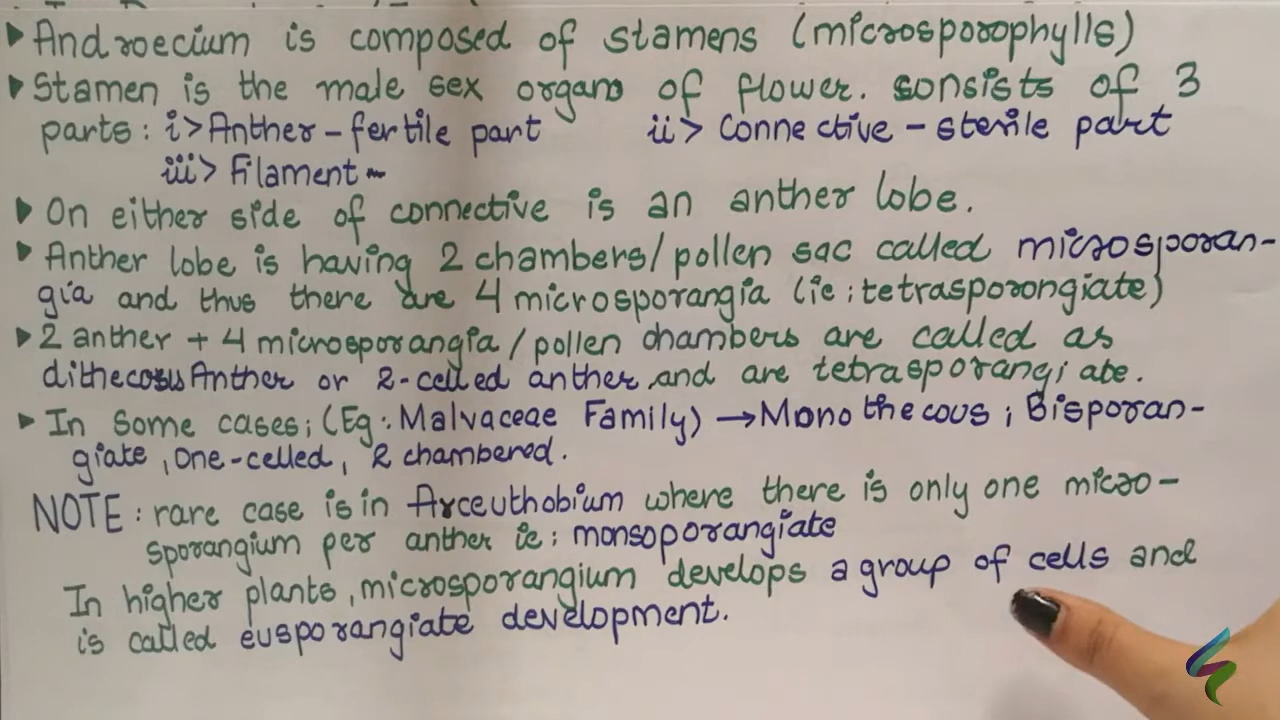 ▸ Androecium is composed of stamens (microsporophylls)
▸ Stamen is the male sex organ of flower. consists of 3
parts: i> Anther - fertile part ii> Connective - sterile part
iii> Filament -
▸ On either side of connective is an anther lobe.
▸ Anther lobe is having 2 chambers/pollen sac called microsporan-
gia and thus there are 4 microsporangia (ie: tetrasporongiate)
▸ 2 anther + 4 microsporangia/pollen chambers are called as
dithecous Anther or 2-celled anther and are tetrasporangiate.
▸ In some cases; (Eg: Malvaceae Family) → Monothecous; Bisporan-
giate, One-celled, 2 chambered.
NOTE: rare case is in Arceuthobium where there is only one micro-
sporangium per anther ie: monsoporangiate
In higher plants, microsporangium develops a group of cells and
is called eusporangiate development.